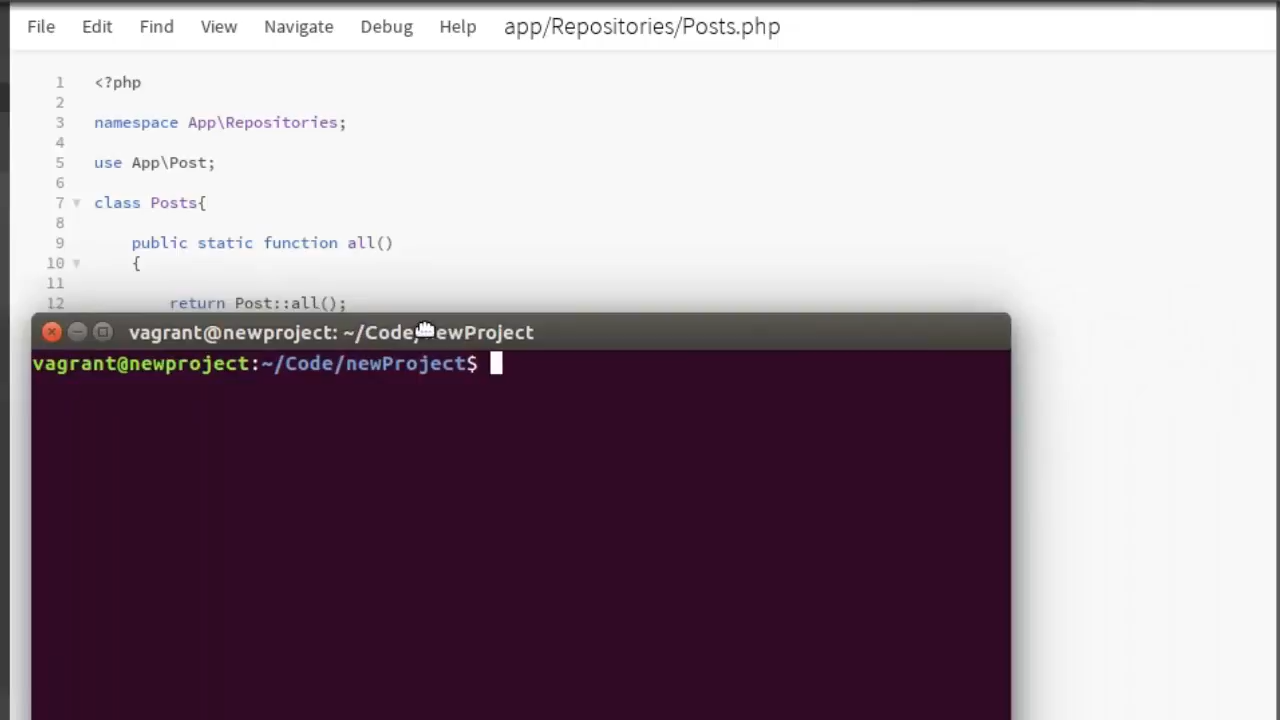 File Edit Find View Navigate Debug Help app/Repositories/Posts.php
1 <?php
2
3 namespace App\Repositories;
4
5 use App\Post;
6
7 class Posts{
8
9 public static function all()
10 {
11
12 return Post::all();
vagrant@newproject: ~/Code/newProject
vagrant@newproject:~/Code/newProject$